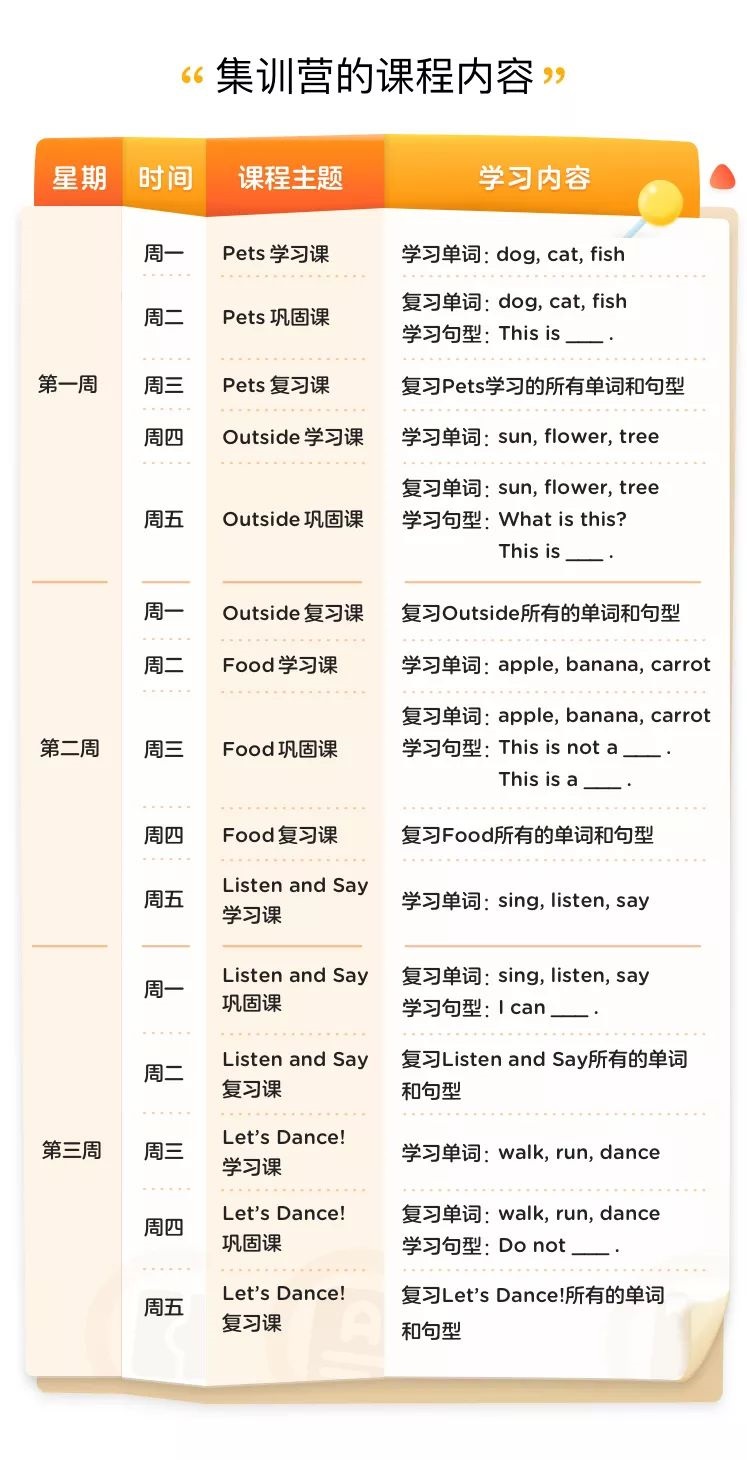 “集训营的课程内容”
星期 时间 课程主题 学习内容
第一周
周一 Pets 学习课 学习单词：dog, cat, fish
周二 Pets 巩固课 复习单词：dog, cat, fish
学习句型：This is ___ .
周三 Pets 复习课 复习Pets学习的所有单词和句型
周四 Outside 学习课 学习单词：sun, flower, tree
周五 Outside 巩固课 复习单词：sun, flower, tree
学习句型：What is this?
This is ___ .
第二周
周一 Outside 复习课 复习Outside所有的单词和句型
周二 Food 学习课 学习单词：apple, banana, carrot
周三 Food 巩固课 复习单词：apple, banana, carrot
学习句型：This is not a ___ .
This is a ___ .
周四 Food 复习课 复习Food所有的单词和句型
周五 Listen and Say
学习课 学习单词：sing, listen, say
第三周
周一 Listen and Say
巩固课 复习单词：sing, listen, say
学习句型：I can ___ .
周二 Listen and Say
复习课 复习Listen and Say所有的单词
和句型
周三 Let’s Dance!
学习课 学习单词：walk, run, dance
周四 Let’s Dance!
巩固课 复习单词：walk, run, dance
学习句型：Do not ___ .
周五 Let’s Dance!
复习课 复习Let’s Dance!所有的单词
和句型